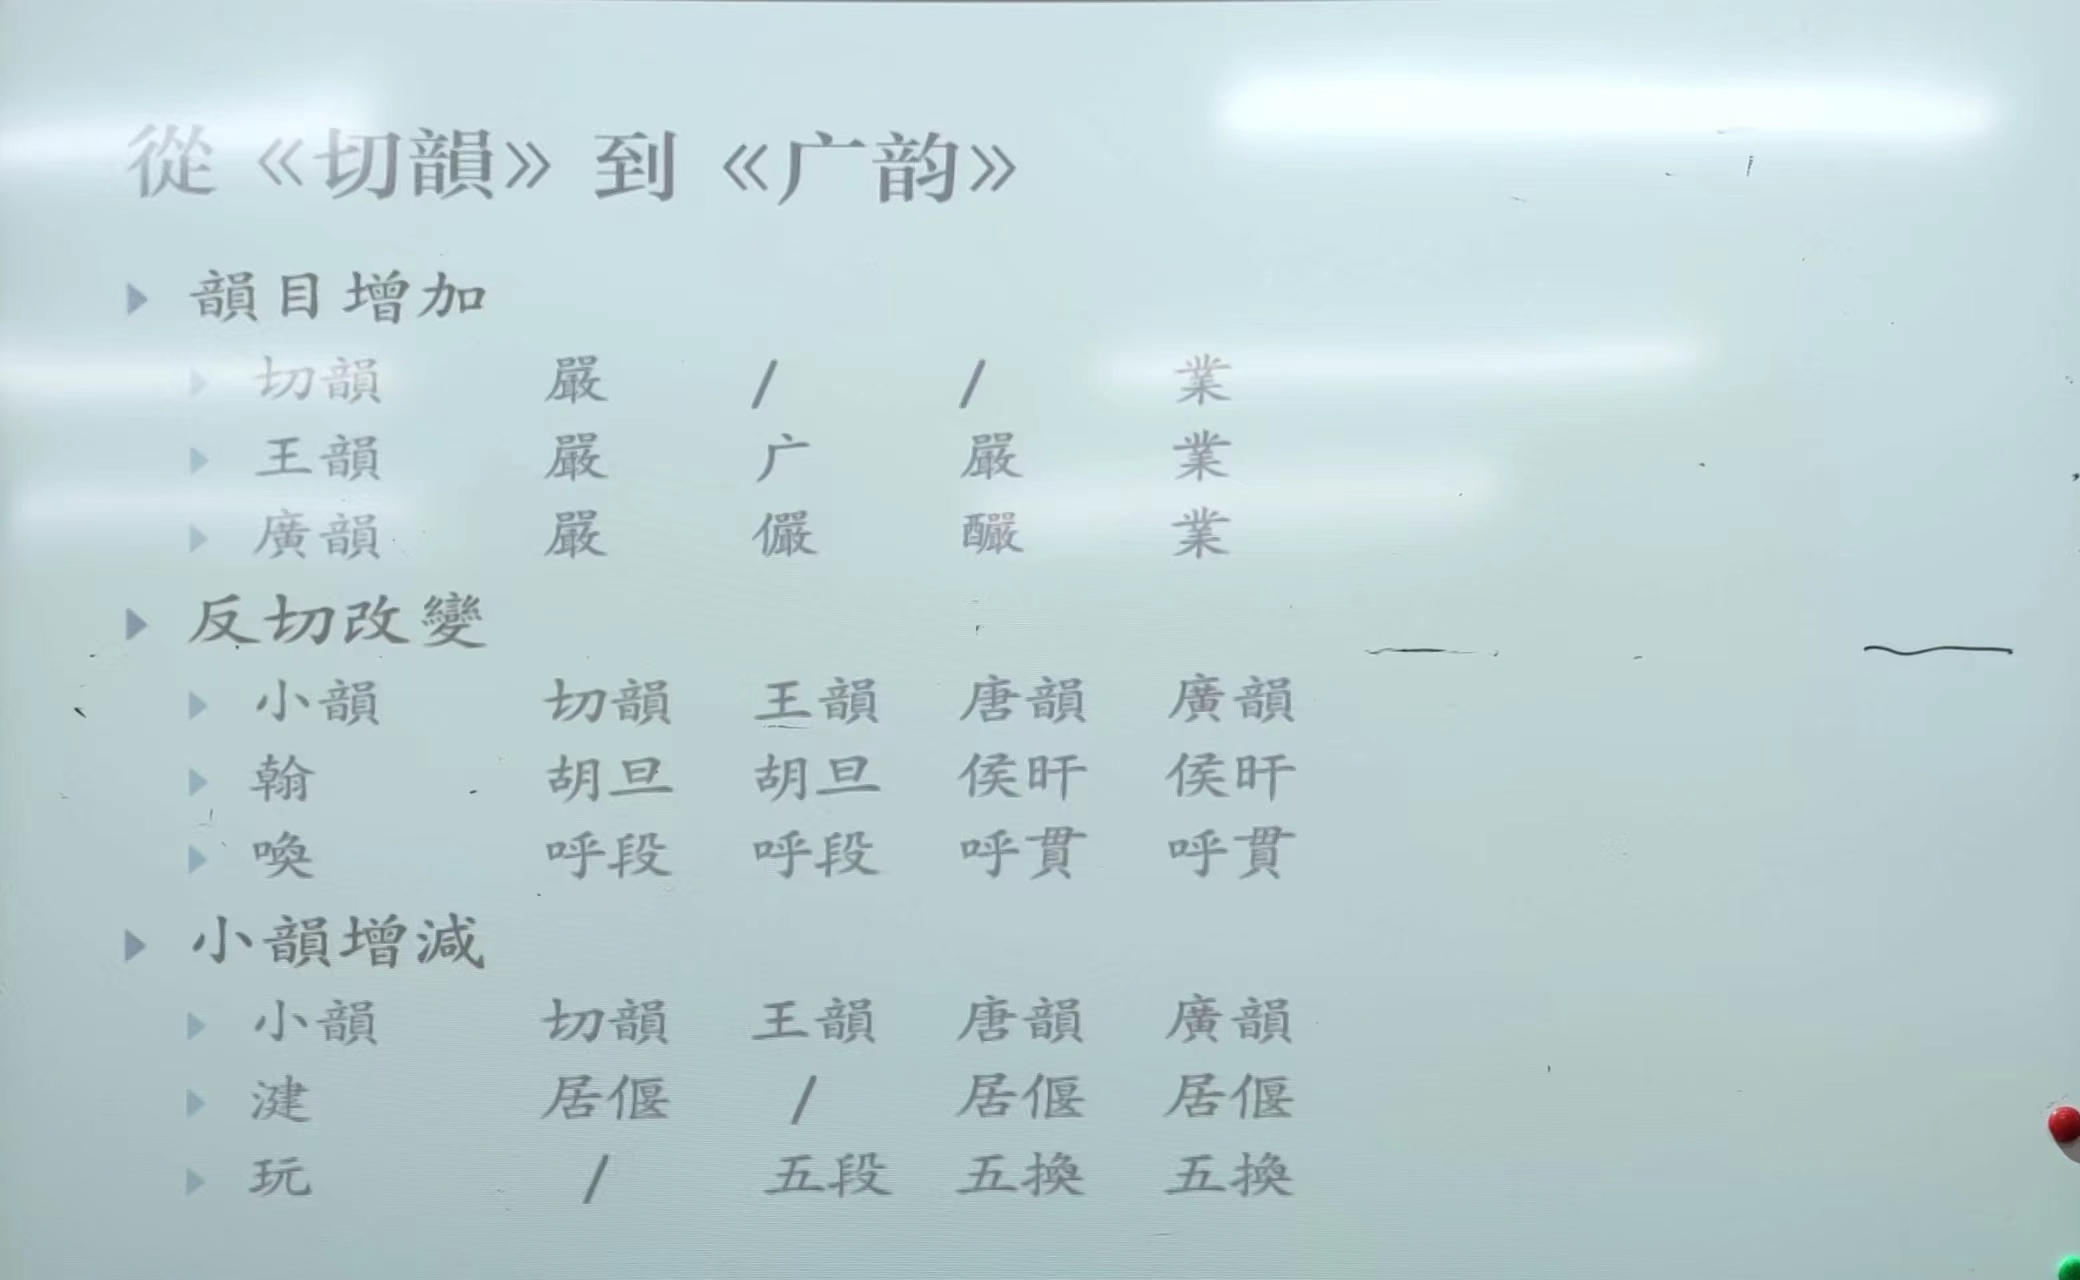 從《切韻》到《广韵》
韻目增加
切韻 嚴 / / 業
王韻 嚴 广 嚴 業
廣韻 嚴 儼 釅 業
反切改變
小韻 切韻 王韻 唐韻 廣韻
翰 胡旦 胡旦 侯旰 侯旰
喚 呼段 呼段 呼貫 呼貫
小韻增減
小韻 切韻 王韻 唐韻 廣韻
湕 居偃 / 居偃 居偃
玩 / 五段 五換 五換